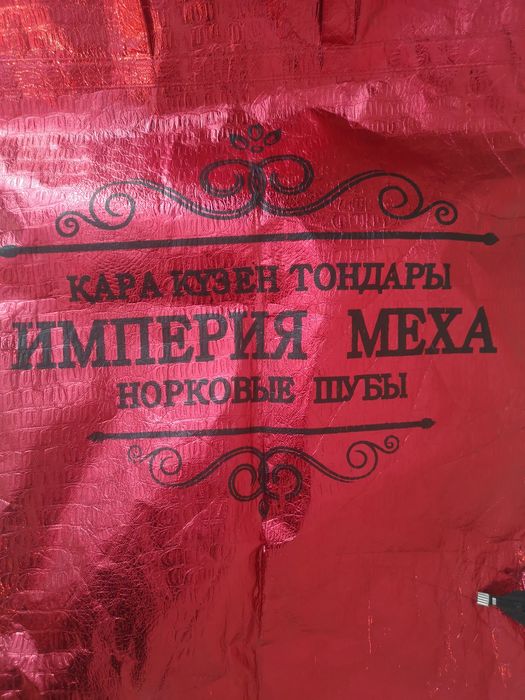 ҚАРА КҮЗЕН ТОНДАРЫ
ИМПЕРИЯ МЕХА
НОРКОВЫЕ ШУБЫ